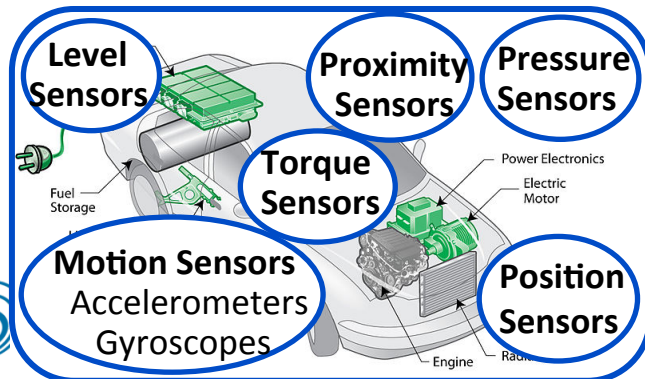 Level
Sensors
Proximity
Sensors
Pressure
Sensors
Torque
Sensors
Power Electronics
Electric
Motor
Fuel
Storage
Motion Sensors
Accelerometers
Gyroscopes
Position
Sensors
Engine